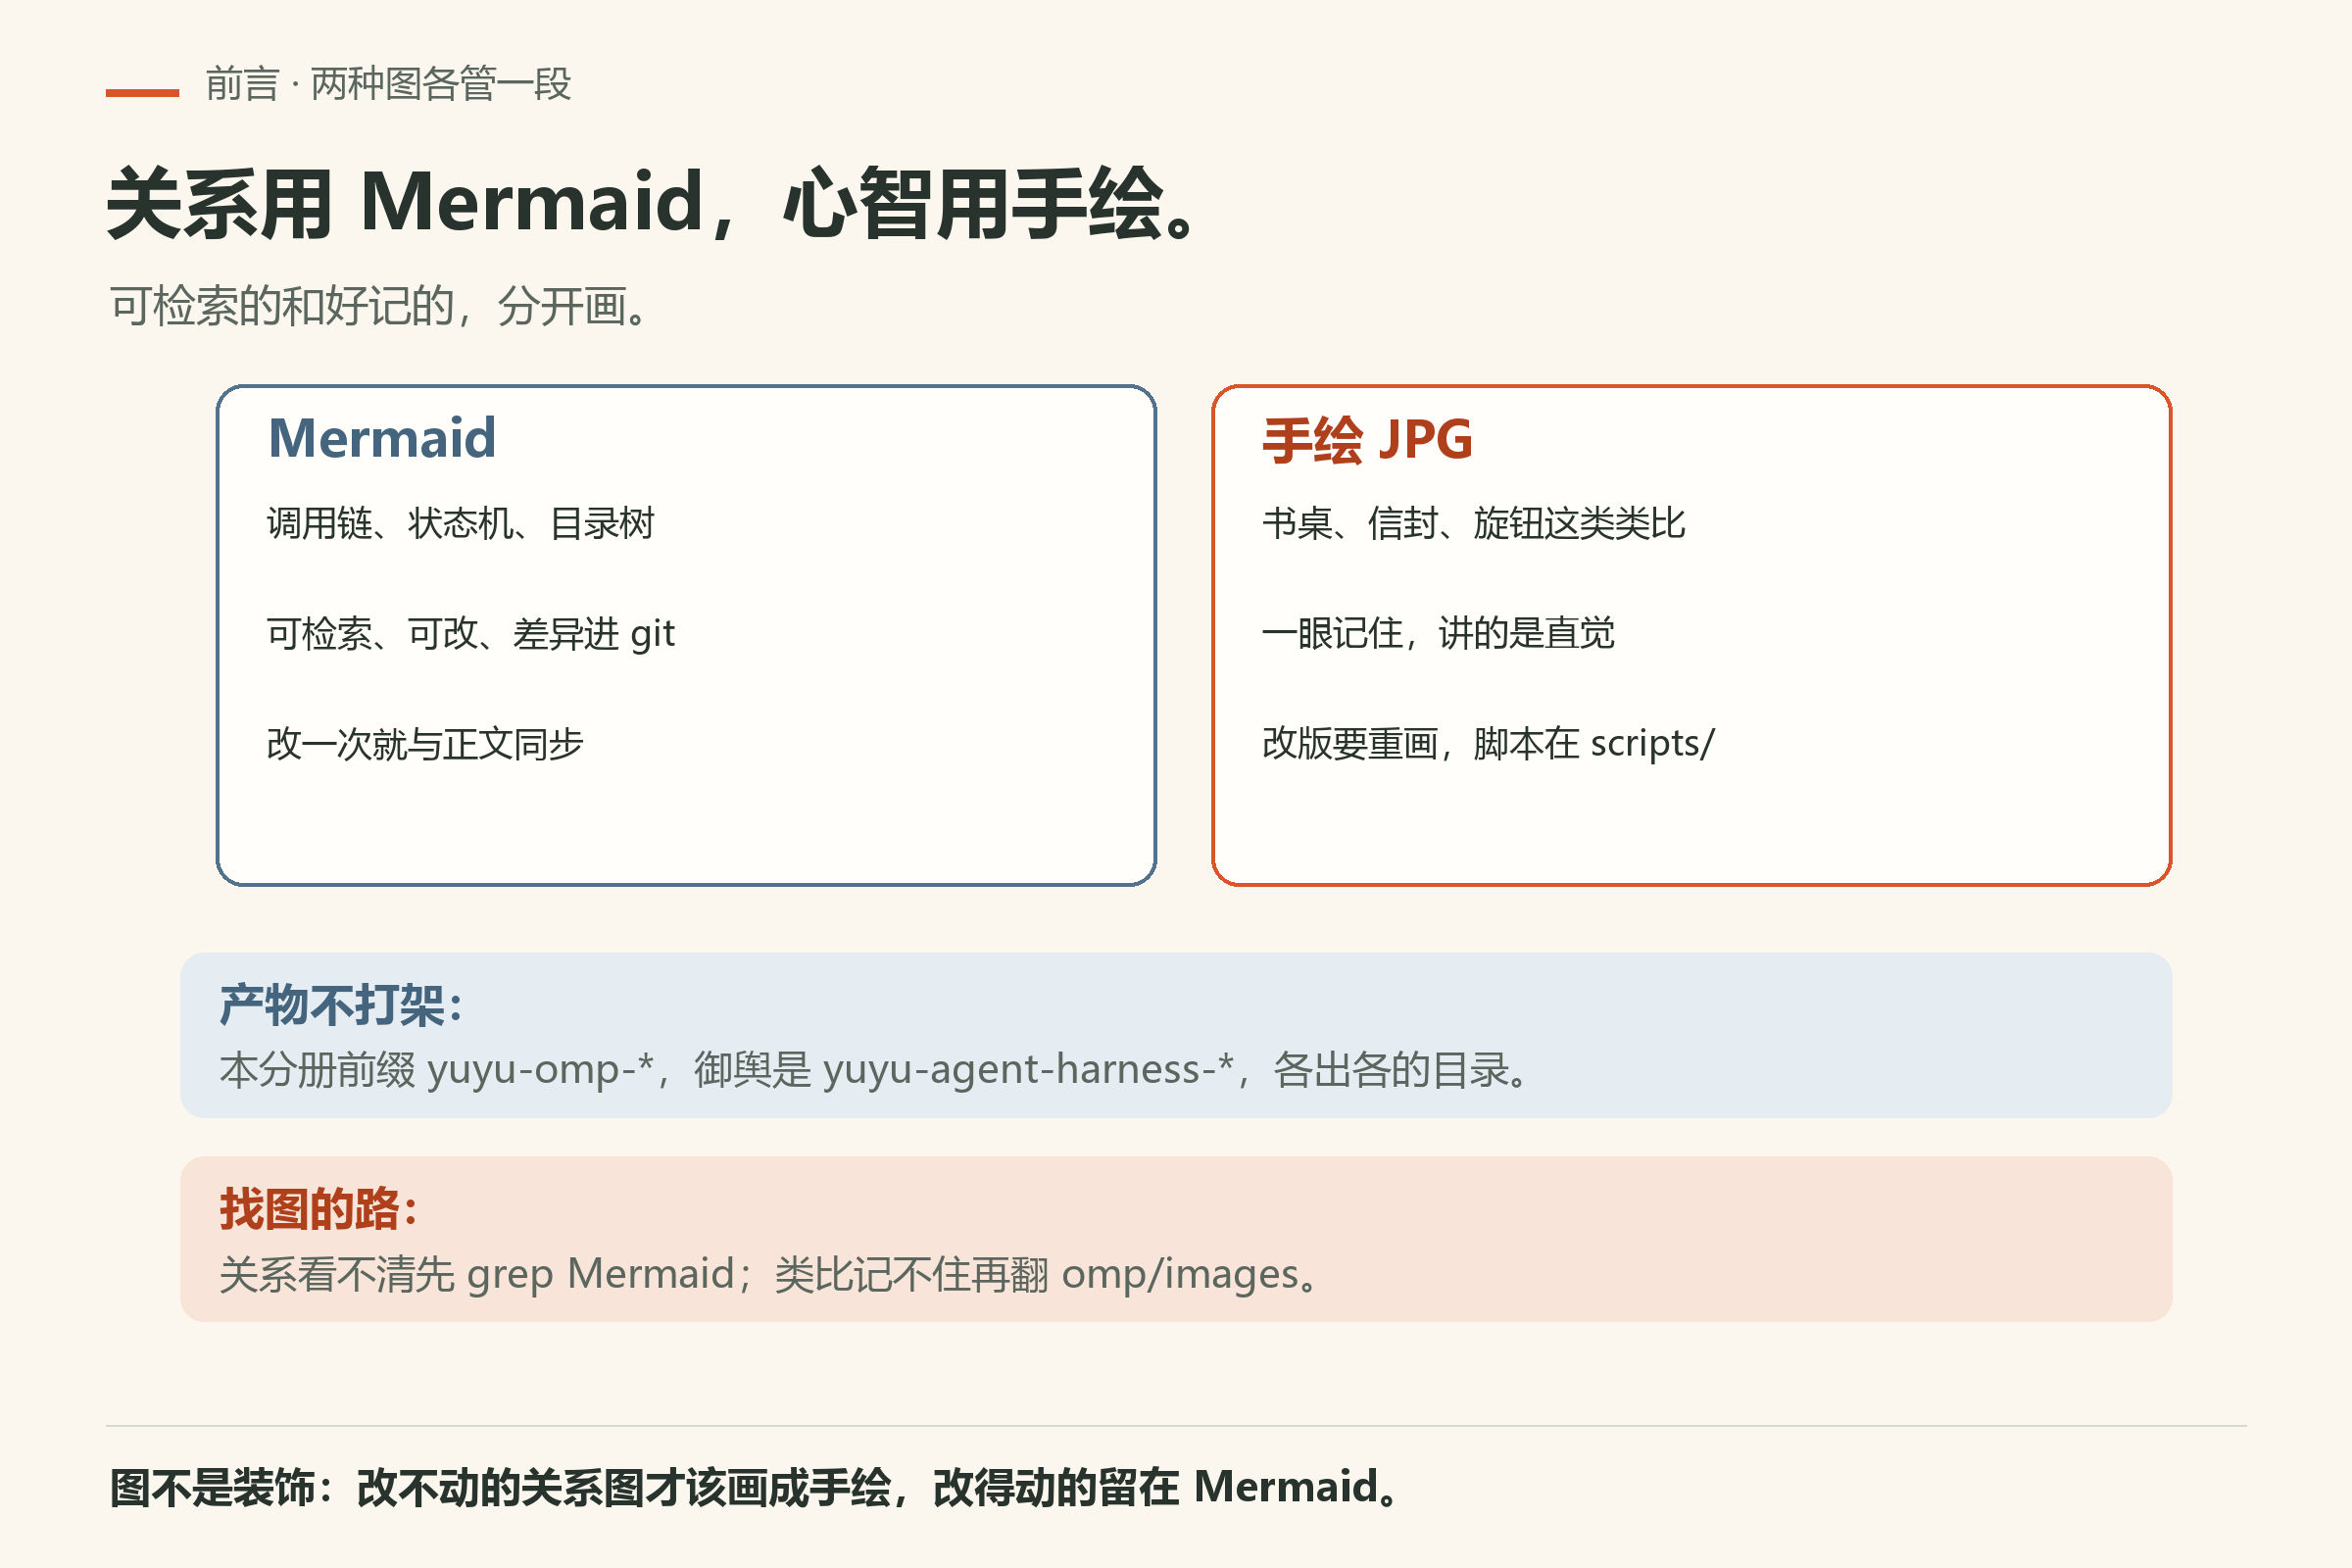 前言 · 两种图各管一段
关系用 Mermaid，心智用手绘。
可检索的和好记的，分开画。
Mermaid
调用链、状态机、目录树
可检索、可改、差异进 git
改一次就与正文同步
手绘 JPG
书桌、信封、旋钮这类类比
一眼记住，讲的是直觉
改版要重画，脚本在 scripts/
产物不打架：
本分册前缀 yuyu-omp-*，御舆是 yuyu-agent-harness-*，各出各的目录。
找图的路：
关系看不清先 grep Mermaid；类比记不住再翻 omp/images。
图不是装饰：改不动的关系图才该画成手绘，改得动的留在 Mermaid。